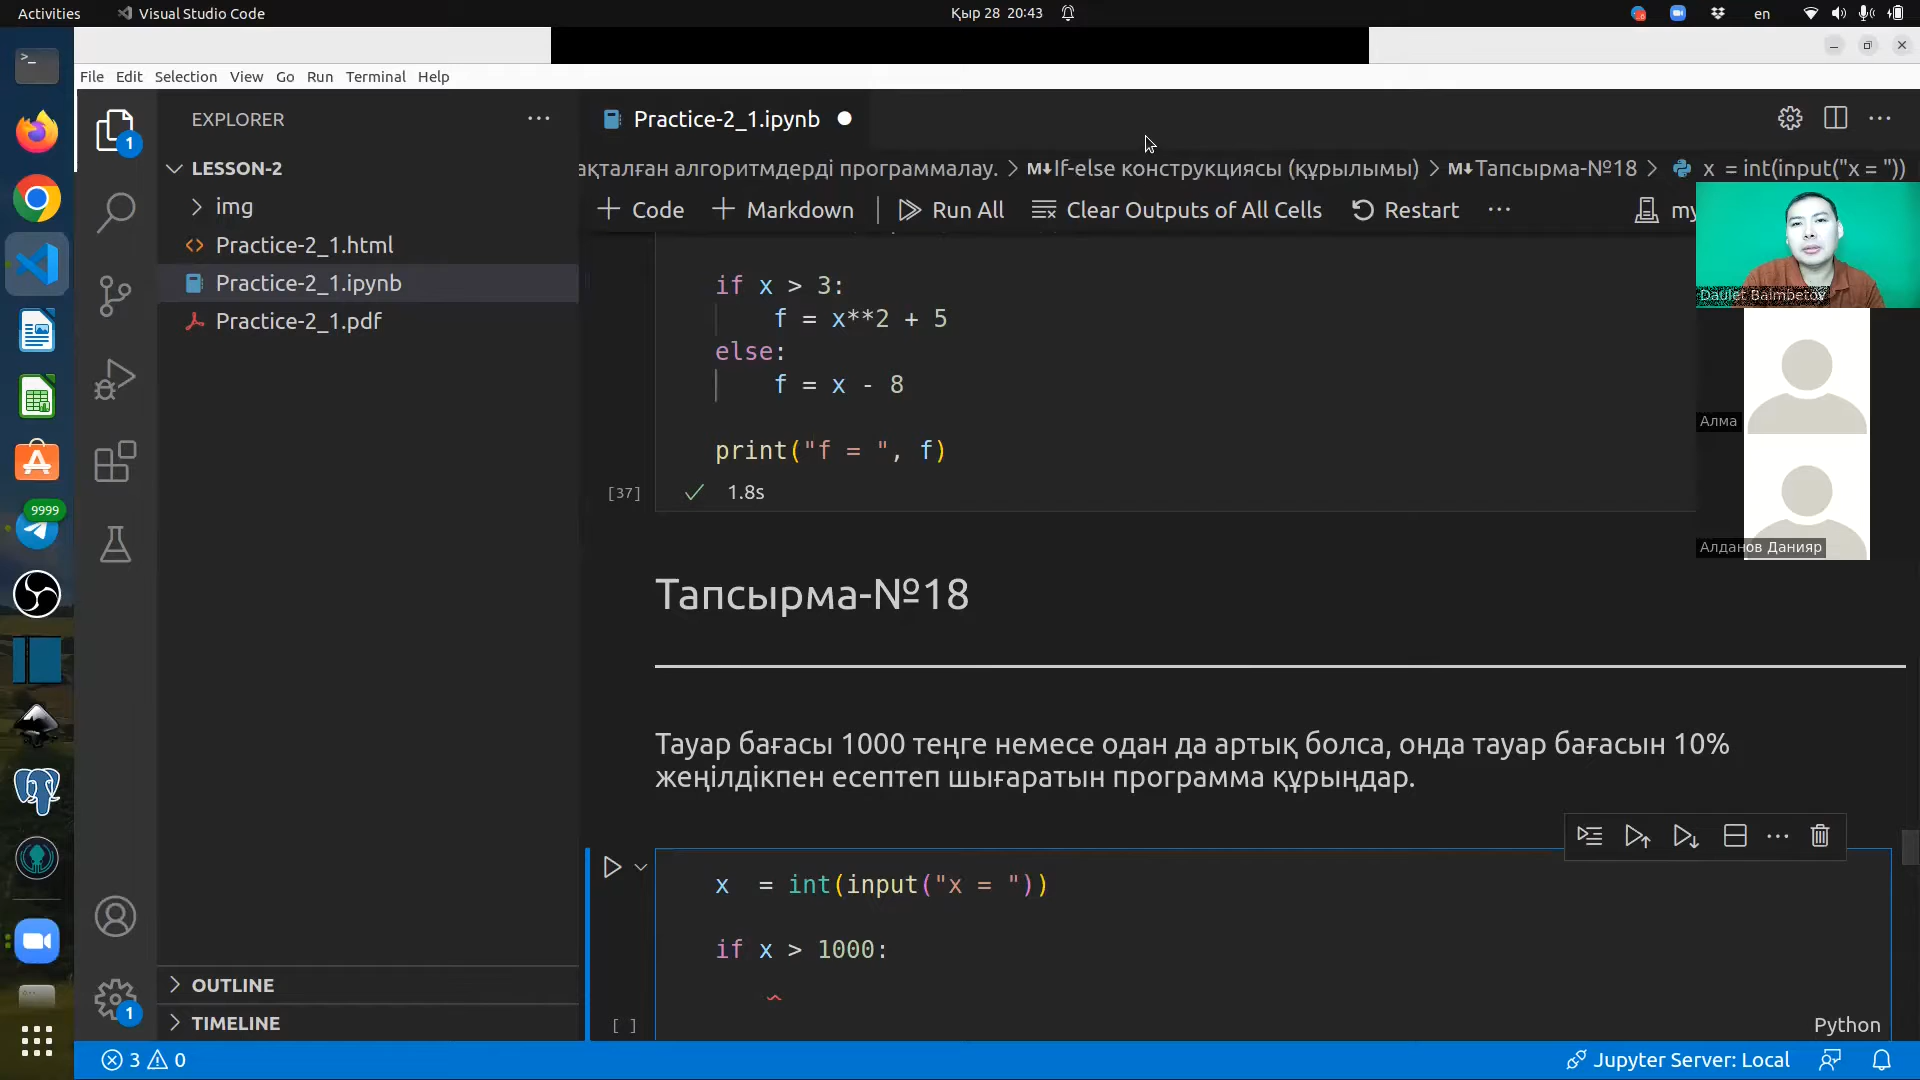 Activities
Visual Studio Code
Қыр 28 20:43
en
File Edit Selection View Go Run Terminal Help
EXPLORER
LESSON-2
img
Practice-2_1.html
Practice-2_1.ipynb
Practice-2_1.pdf
OUTLINE
TIMELINE
1
1
9999
Practice-2_1.ipynb
ақталған алгоритмдерді программалау. > If-else конструкциясы (құрылымы) > Тапсырма-№18 > x = int(input("x = "))
+ Code + Markdown | Run All Clear Outputs of All Cells Restart ... my
if x > 3:
f = x**2 + 5
else:
f = x - 8
print("f = ", f)
[37] ✓ 1.8s
Тапсырма-№18
Тауар бағасы 1000 теңге немесе одан да артық болса, онда тауар бағасын 10%
жеңілдікпен есептеп шығаратын программа құрыңдар.
x = int(input("x = "))
if x > 1000:
[ ]
Python
Daulet Baimbetov
Алма
Алданов Данияр
3 0
Jupyter Server: Local